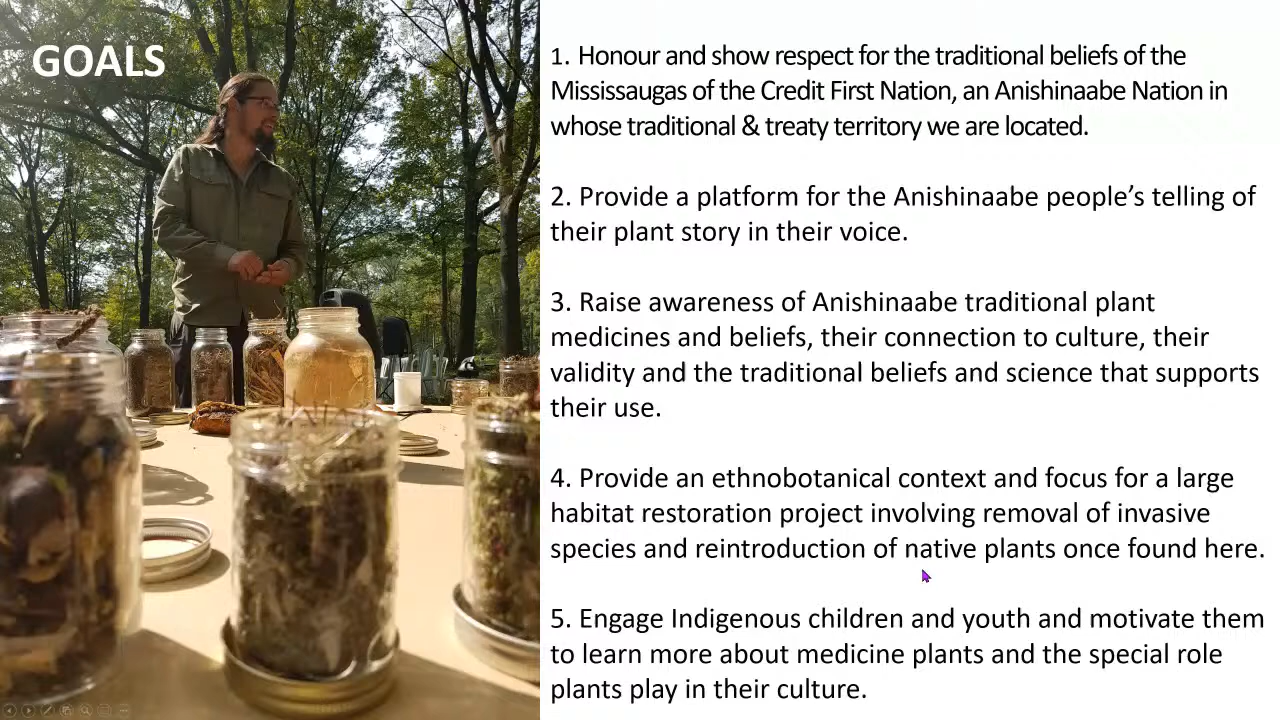 GOALS
1. Honour and show respect for the traditional beliefs of the
Mississaugas of the Credit First Nation, an Anishinaabe Nation in
whose traditional & treaty territory we are located.
2. Provide a platform for the Anishinaabe people’s telling of
their plant story in their voice.
3. Raise awareness of Anishinaabe traditional plant
medicines and beliefs, their connection to culture, their
validity and the traditional beliefs and science that supports
their use.
4. Provide an ethnobotanical context and focus for a large
habitat restoration project involving removal of invasive
species and reintroduction of native plants once found here.
5. Engage Indigenous children and youth and motivate them
to learn more about medicine plants and the special role
plants play in their culture.